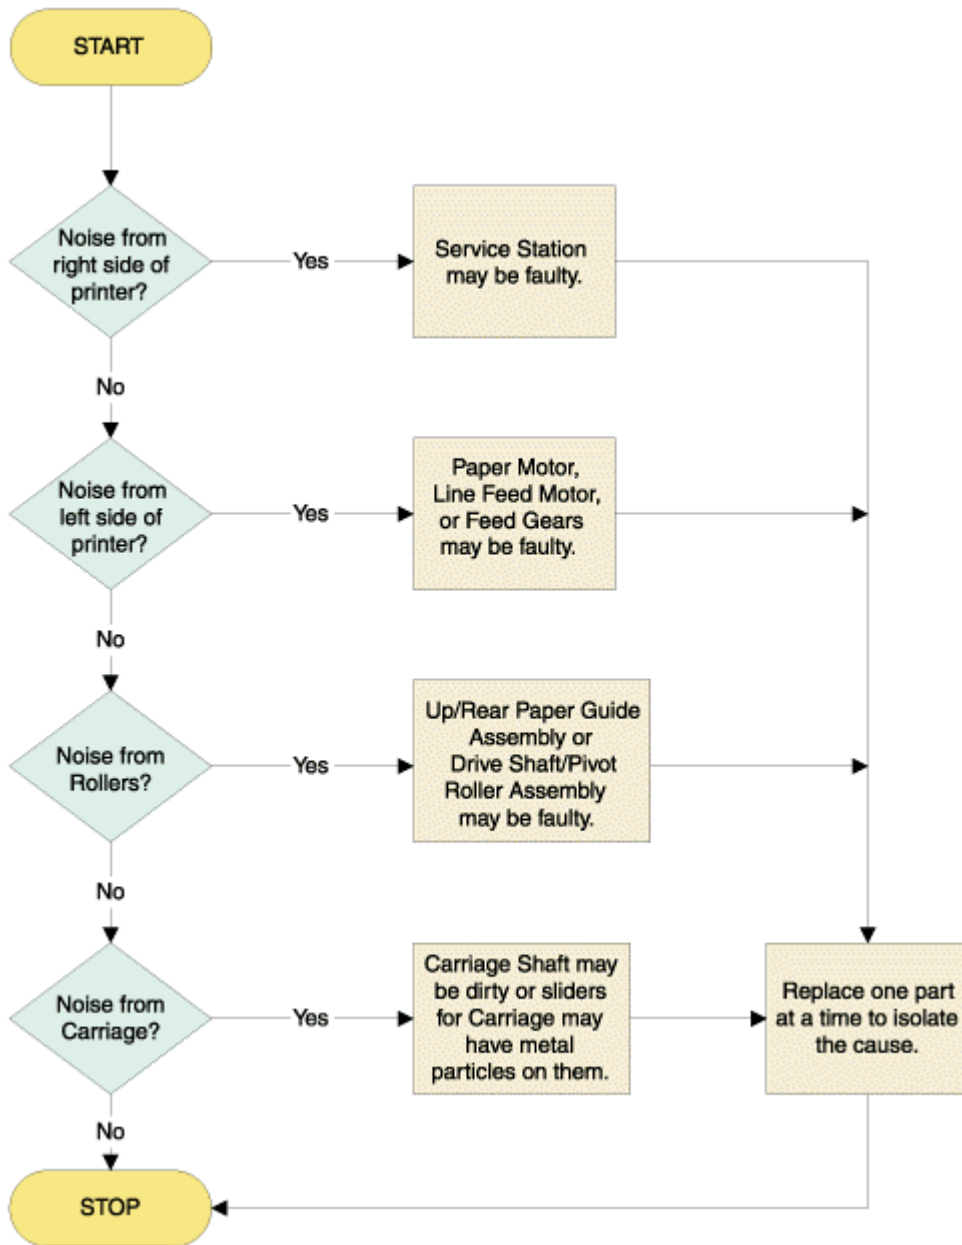 START
Noise from
right side of
printer?
Yes
Service Station
may be faulty.
No
Noise from
left side of
printer?
Yes
Paper Motor,
Line Feed Motor,
or Feed Gears
may be faulty.
No
Noise from
Rollers?
Yes
Up/Rear Paper Guide
Assembly or
Drive Shaft/Pivot
Roller Assembly
may be faulty.
No
Noise from
Carriage?
Yes
Carriage Shaft may
be dirty or sliders
for Carriage may
have metal
particles on them.
Replace one part
at a time to isolate
the cause.
No
STOP